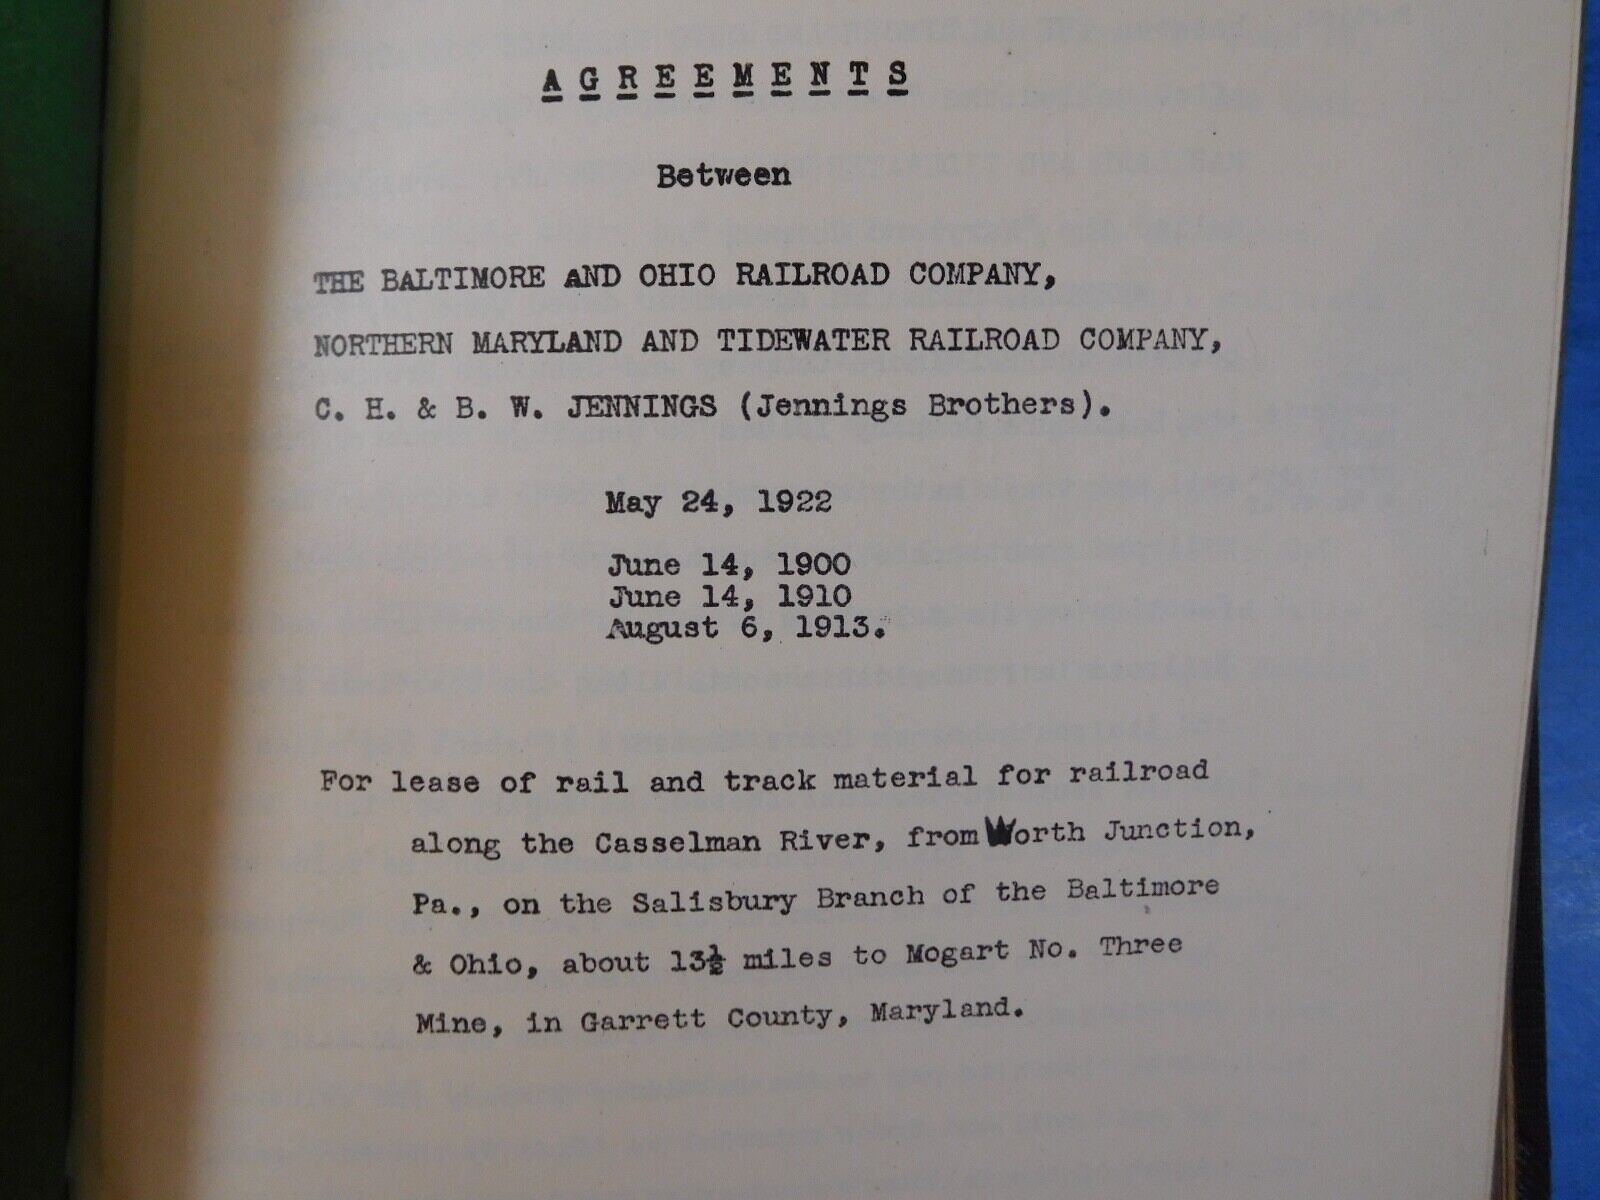 AGREEMENTS
Between
THE BALTIMORE AND OHIO RAILROAD COMPANY,
NORTHERN MARYLAND AND TIDEWATER RAILROAD COMPANY,
C. H. & B. W. JENNINGS (Jennings Brothers).
May 24, 1922
June 14, 1900
June 14, 1910
August 6, 1913.
For lease of rail and track material for railroad
along the Casselman River, from Worth Junction,
Pa., on the Salisbury Branch of the Baltimore
& Ohio, about 13½ miles to Mogart No. Three
Mine, in Garrett County, Maryland.